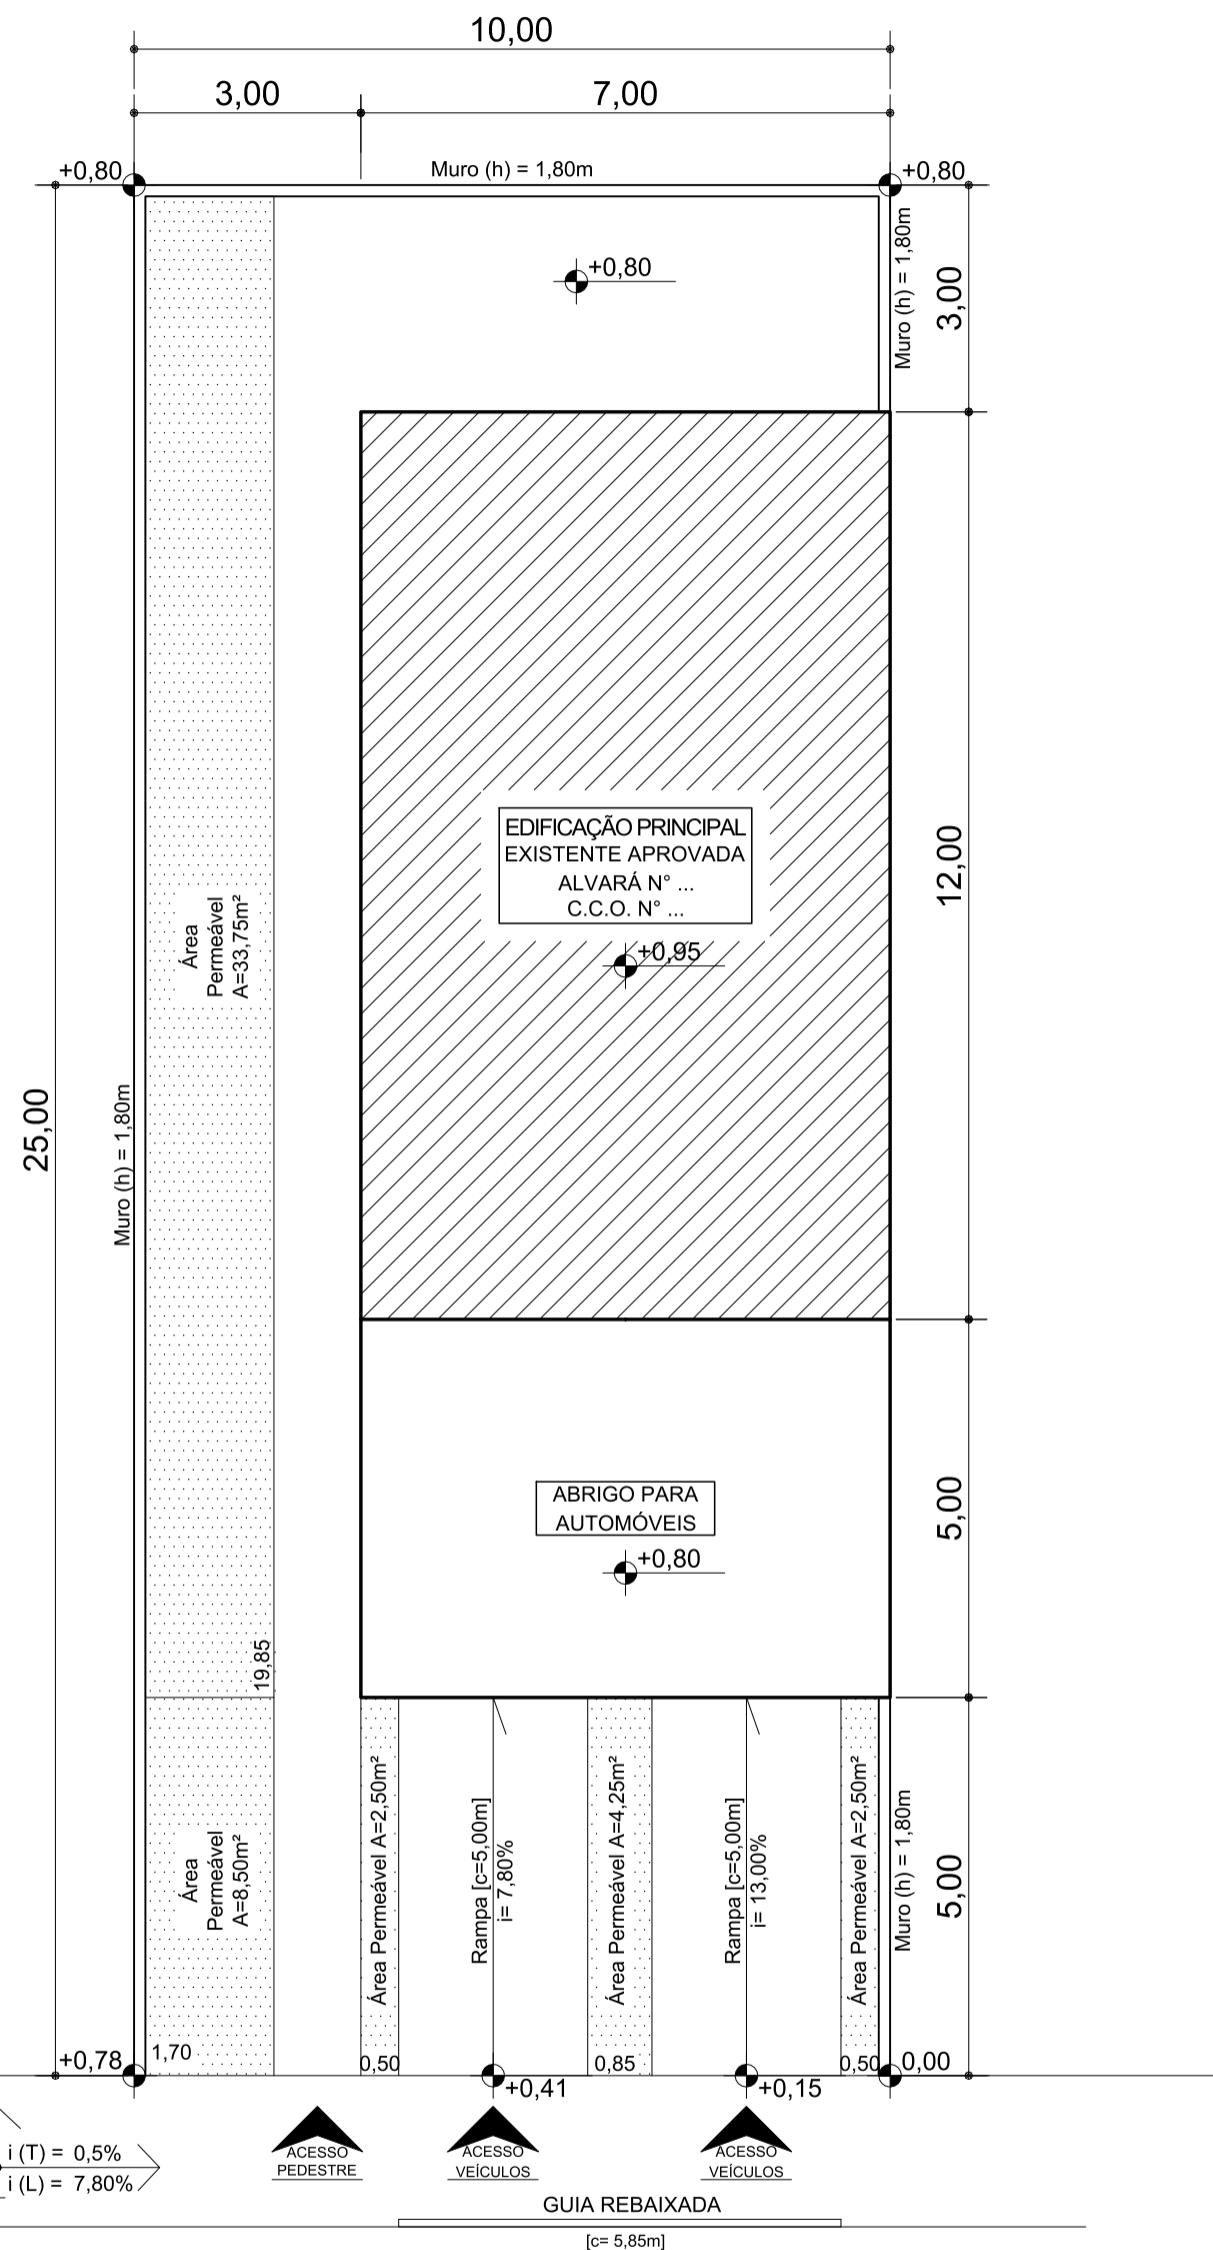 10,00
3,00
7,00
+0,80
Muro (h) = 1,80m
+0,80
+0,80
Muro (h) = 1,80m
3,00
EDIFICAÇÃO PRINCIPAL
EXISTENTE APROVADA
ALVARÁ N° ...
C.C.O. N° ...
+0,95
12,00
Área
Permeável
A=33,75m²
25,00
Muro (h) = 1,80m
ABRIGO PARA
AUTOMÓVEIS
+0,80
5,00
19,85
Área
Permeável
A=8,50m²
Área Permeável A=2,50m²
Rampa [c=5,00m]
i= 7,80%
Área Permeável A=4,25m²
Rampa [c=5,00m]
i= 13,00%
Área Permeável A=2,50m²
Muro (h) = 1,80m
5,00
+0,78
1,70
0,50
+0,41
0,85
+0,15
0,50
0,00
i (T) = 0,5%
i (L) = 7,80%
ACESSO
PEDESTRE
ACESSO
VEÍCULOS
ACESSO
VEÍCULOS
GUIA REBAIXADA
[c= 5,85m]